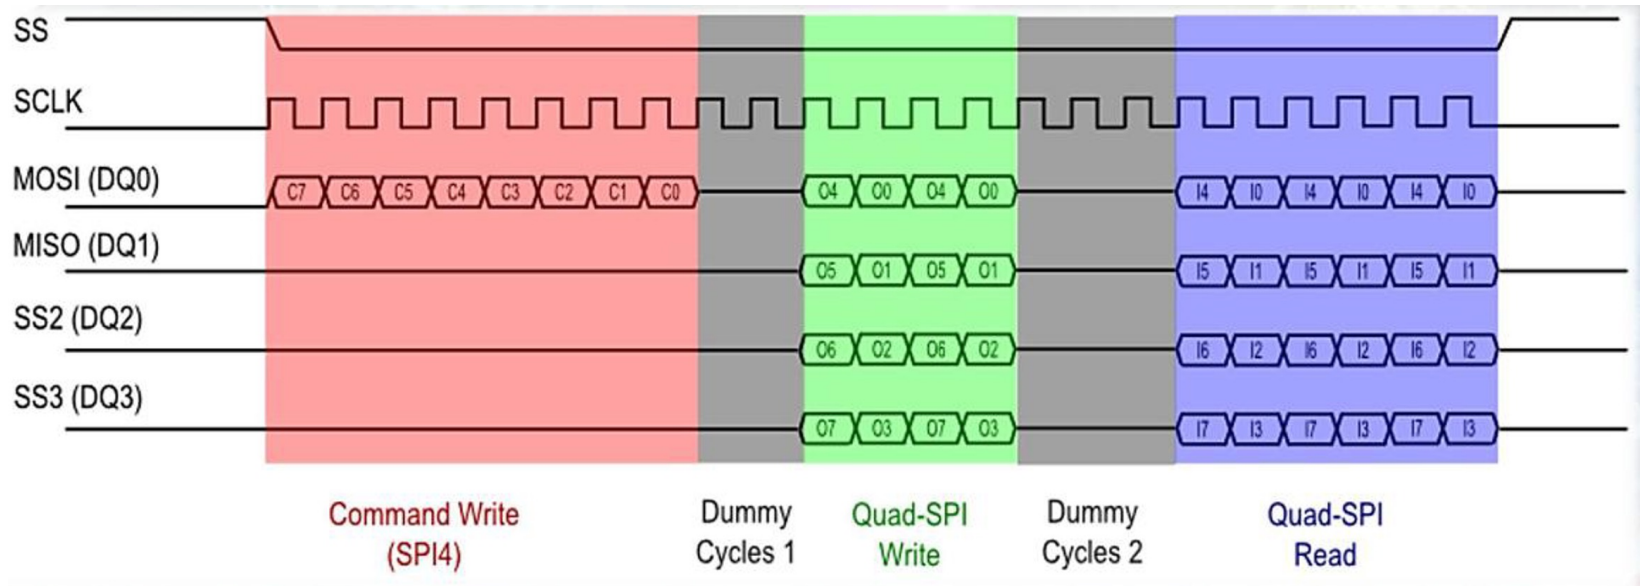 SS
SCLK
MOSI (DQ0)
C7 C6 C5 C4 C3 C2 C1 C0 O4 O0 O4 O0 I4 I0 I4 I0 I4 I0
MISO (DQ1)
O5 O1 O5 O1 I5 I1 I5 I1 I5 I1
SS2 (DQ2)
O6 O2 O6 O2 I6 I2 I6 I2 I6 I2
SS3 (DQ3)
O7 O3 O7 O3 I7 I3 I7 I3 I7 I3
Command Write
(SPI4)
Dummy
Cycles 1
Quad-SPI
Write
Dummy
Cycles 2
Quad-SPI
Read